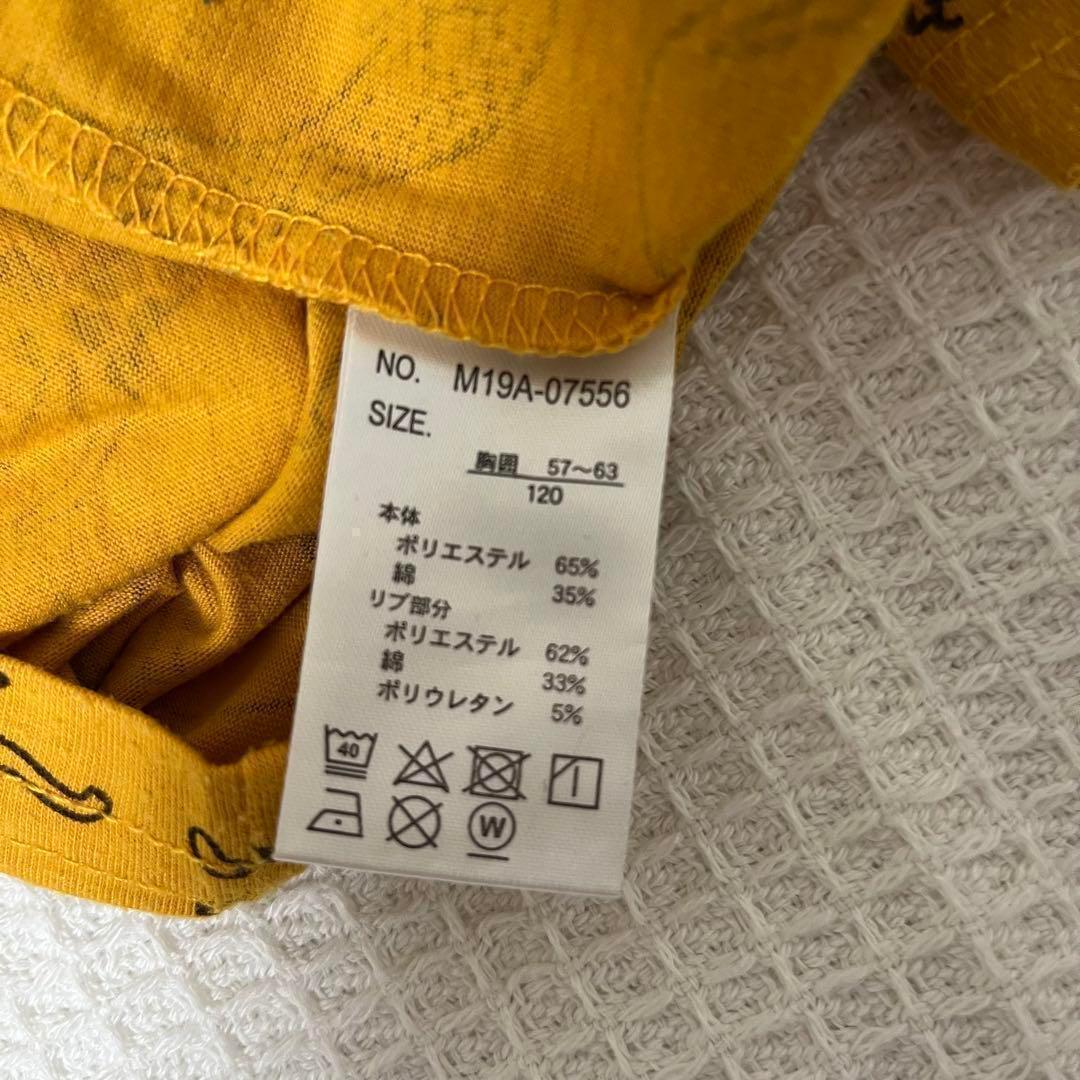 NO. M19A-07556
SIZE.
胸囲 57〜63
120
本体
ポリエステル 65%
綿 35%
リブ部分
ポリエステル 62%
綿 33%
ポリウレタン 5%
40
W